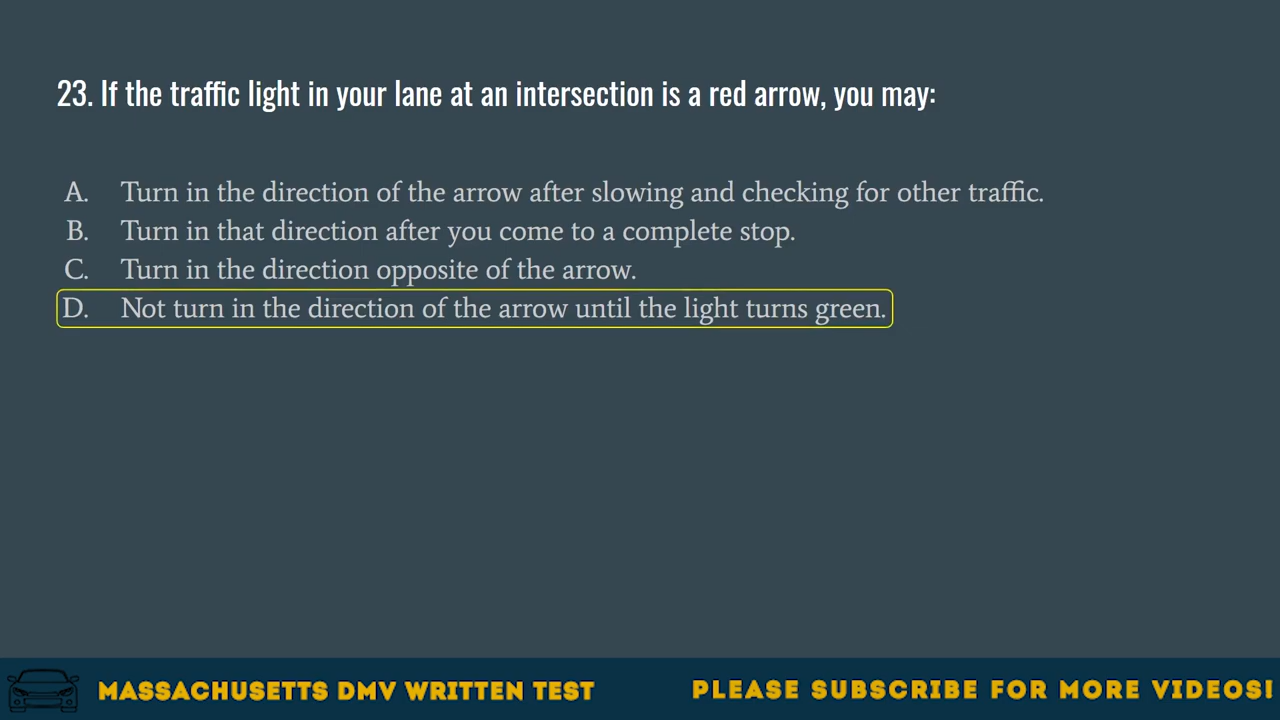 23. If the traffic light in your lane at an intersection is a red arrow, you may:
A. Turn in the direction of the arrow after slowing and checking for other traffic.
B. Turn in that direction after you come to a complete stop.
C. Turn in the direction opposite of the arrow.
D. Not turn in the direction of the arrow until the light turns green.
MASSACHUSETTS DMV WRITTEN TEST
PLEASE SUBSCRIBE FOR MORE VIDEOS!